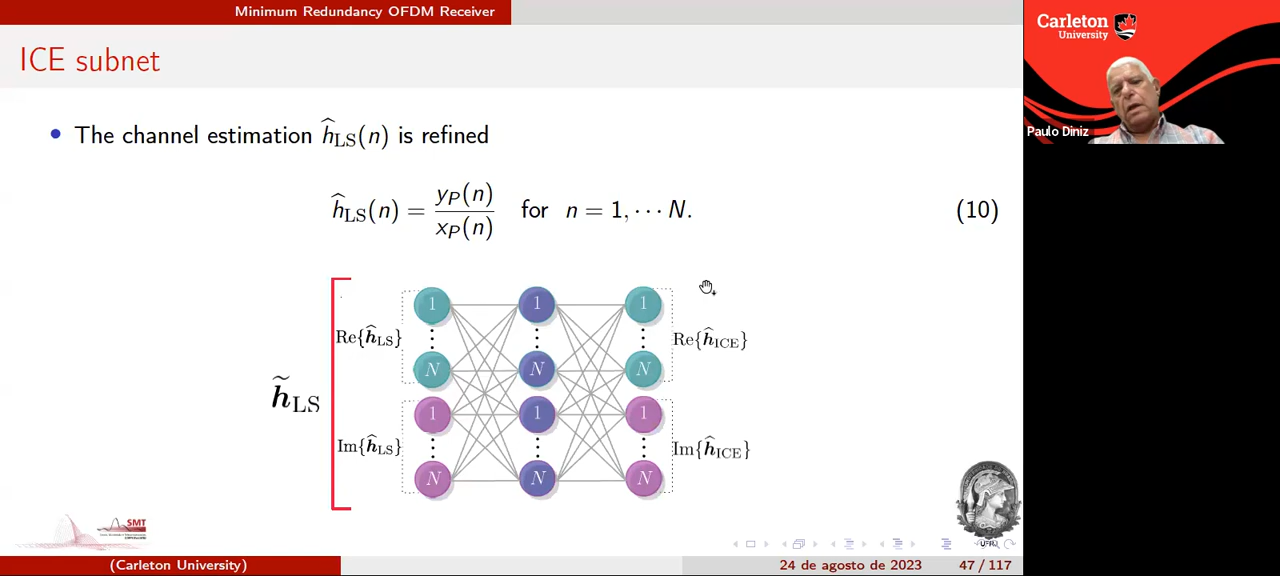 Minimum Redundancy OFDM Receiver
ICE subnet
• The channel estimation ĥ_LS(n) is refined
ĥ_LS(n) = y_P(n) / x_P(n) for n = 1, ⋯ N. (10)
1 1 1
Re{ĥ_LS} Re{ĥ_ICE}
N N N
h̃_LS
1 1 1
Im{ĥ_LS} Im{ĥ_ICE}
N N N
SMT
UFRJ
(Carleton University)
24 de agosto de 2023
47 / 117
Carleton
University
Paulo Diniz